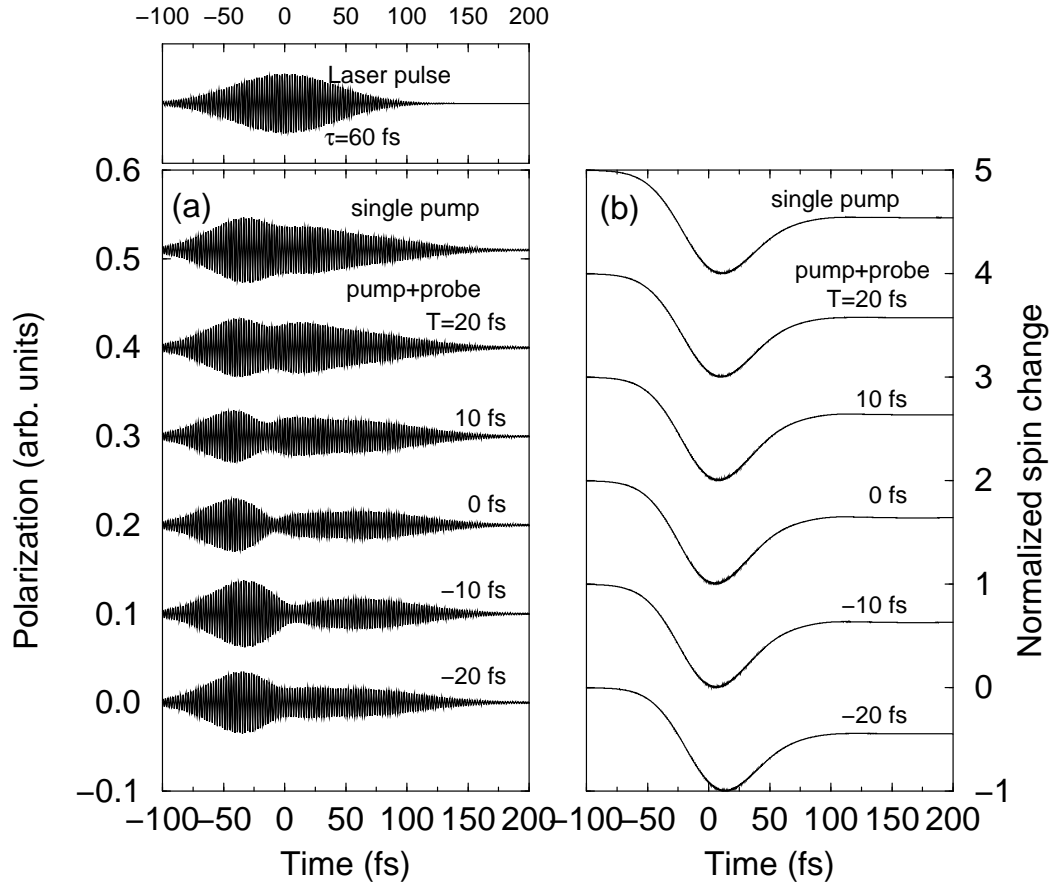 −100 −50 0 50 100 150 200
Laser pulse
τ=60 fs
(a)
single pump
pump+probe
T=20 fs
10 fs
0 fs
−10 fs
−20 fs
0.6
0.5
0.4
0.3
0.2
0.1
0.0
−0.1
Polarization (arb. units)
−100 −50 0 50 100 150 200
Time (fs)
(b)
single pump
pump+probe
T=20 fs
10 fs
0 fs
−10 fs
−20 fs
5
4
3
2
1
0
−1
Normalized spin change
−100 −50 0 50 100 150 200
Time (fs)